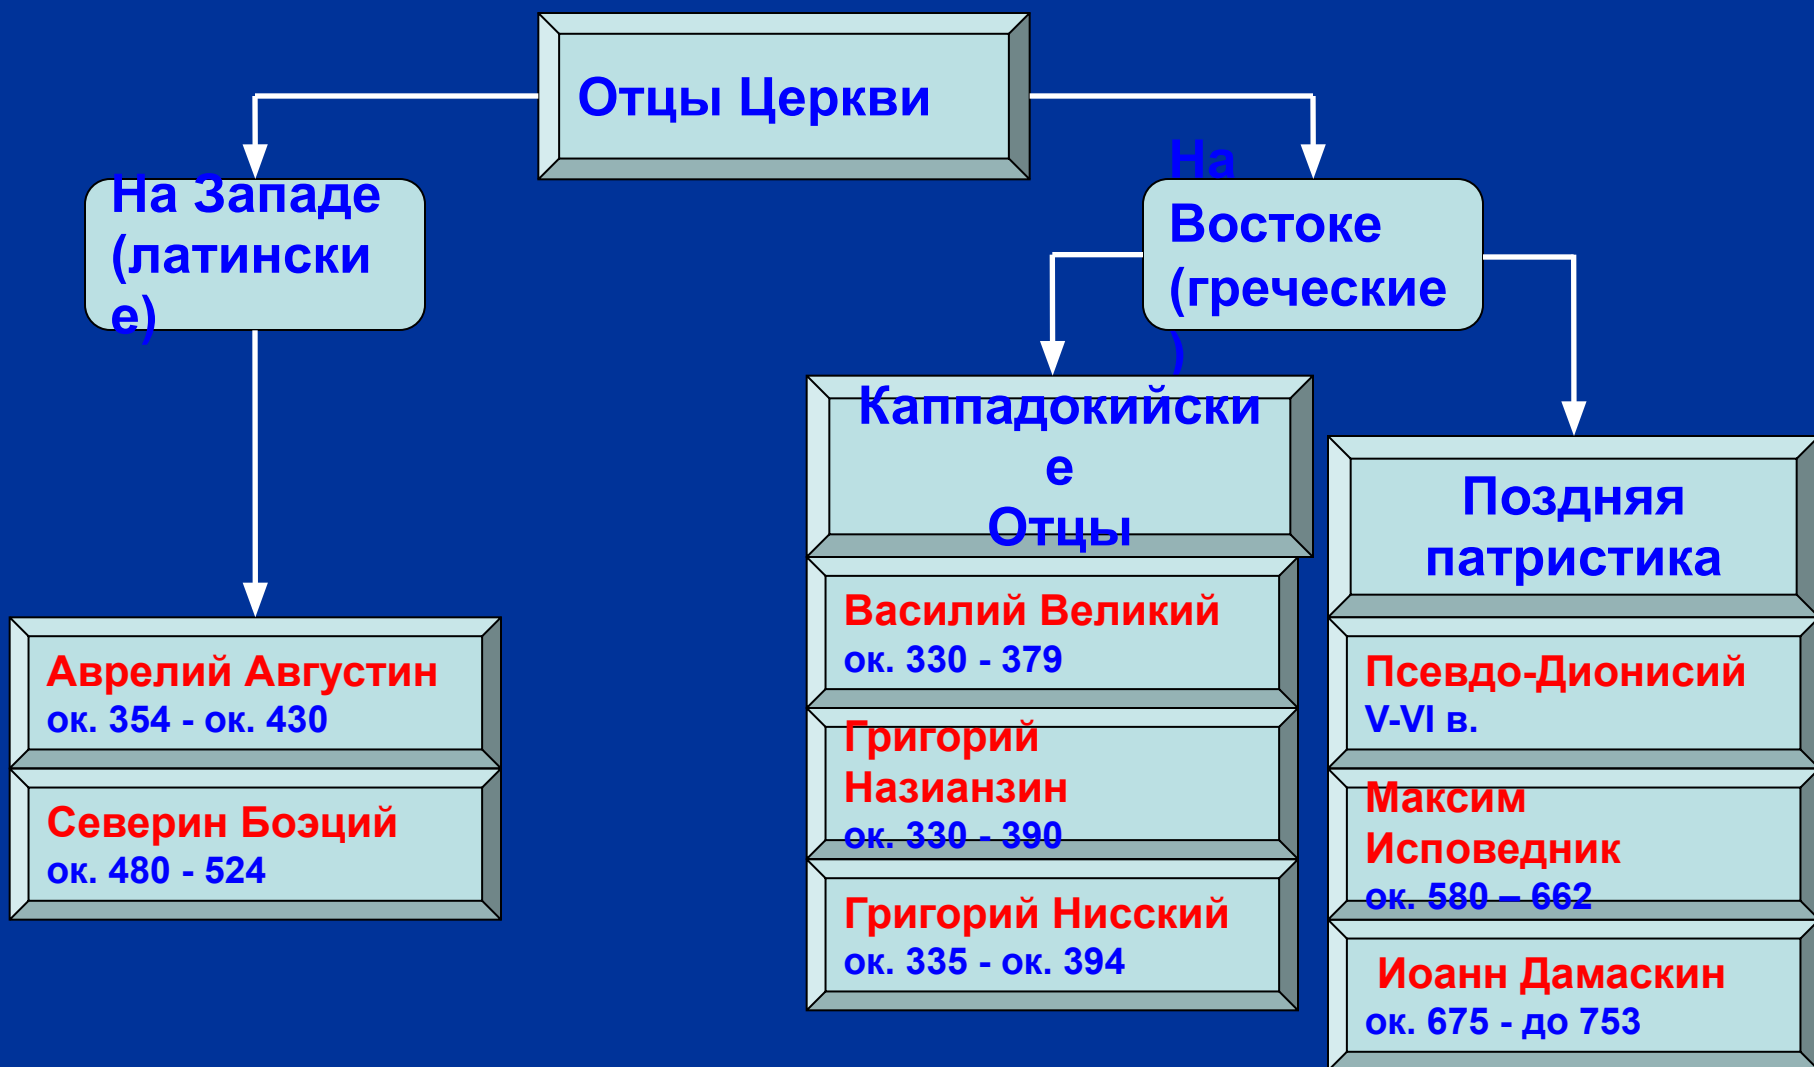 Отцы Церкви
На Западе
(латински
е)
На
Востоке
(греческие
)
Каппадокийски
е
Отцы
Василий Великий
ок. 330 - 379
Григорий
Назианзин
ок. 330 - 390
Григорий Нисский
ок. 335 - ок. 394
Поздняя
патристика
Псевдо-Дионисий
V-VI в.
Максим
Исповедник
ок. 580 – 662
Иоанн Дамаскин
ок. 675 - до 753
Аврелий Августин
ок. 354 - ок. 430
Северин Боэций
ок. 480 - 524